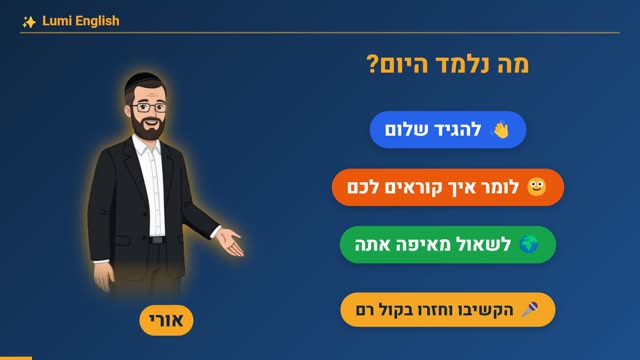 Lumi English
מה נלמד היום?
להגיד שלום
לומר איך קוראים לכם
לשאול מאיפה אתה
הקשיבו וחזרו בקול רם
אורי